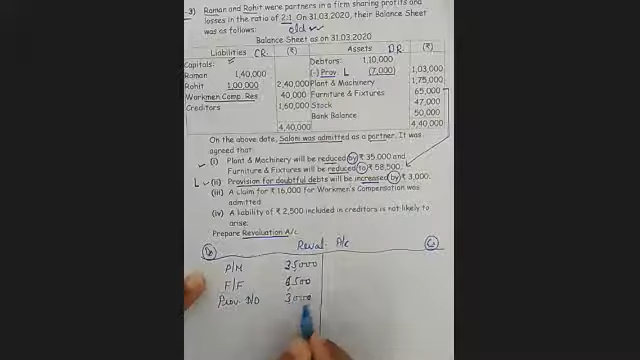 3) Raman and Rohit were partners in a firm sharing profits and
losses in the ratio of 2:1. On 31.03.2020, their Balance Sheet
was as follows: old
Balance Sheet as on 31.03.2020
Liabilities CR. (₹) Assets DR. (₹)
Capitals: Debtors 1,10,000
Raman 1,40,000 (-) Prov L (7,000) 1,03,000
Rohit 1,00,000 2,40,000 Plant & Machinery 1,75,000
Workmen Comp. Res 40,000 Furniture & Fixtures 65,000
Creditors 1,60,000 Stock 47,000
Bank Balance 50,000
4,40,000 4,40,000
On the above date, Saloni was admitted as a partner. It was
agreed that:
(i) Plant & Machinery will be reduced by ₹ 35,000 and
Furniture & Fixtures will be reduced to ₹ 58,500.
L (ii) Provision for doubtful debts will be increased by ₹ 3,000.
(iii) A claim for ₹ 16,000 for Workmen's Compensation was
admitted
(iv) A liability of ₹ 2,500 included in creditors is not likely to
arise.
Prepare Revaluation A/c
Reval. A/c
P/M 35,000
F/F 6,500
Prov. D/D 3,000